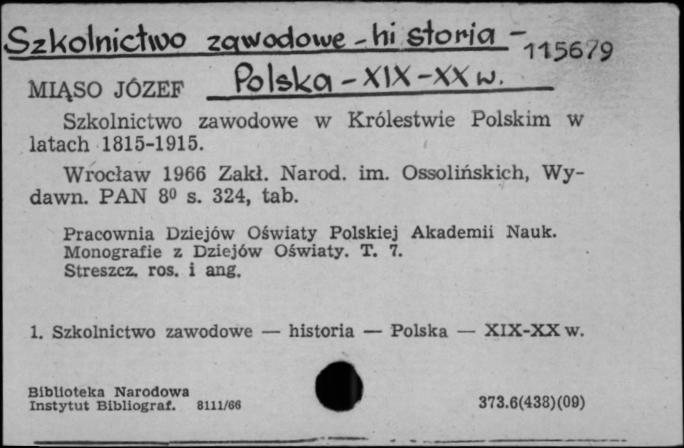 Szkolnictwo zawodowe - historia -
115679
Polska - XIX - XX w.
MIĄSO JÓZEF
Szkolnictwo zawodowe w Królestwie Polskim w
latach 1815-1915.
Wrocław 1966 Zakł. Narod. im. Ossolińskich, Wy-
dawn. PAN 8⁰ s. 324, tab.
Pracownia Dziejów Oświaty Polskiej Akademii Nauk.
Monografie z Dziejów Oświaty. T. 7.
Streszcz. ros. i ang.
1. Szkolnictwo zawodowe — historia — Polska — XIX-XX w.
Biblioteka Narodowa
Instytut Bibliograf. 8111/66
373.6(438)(09)